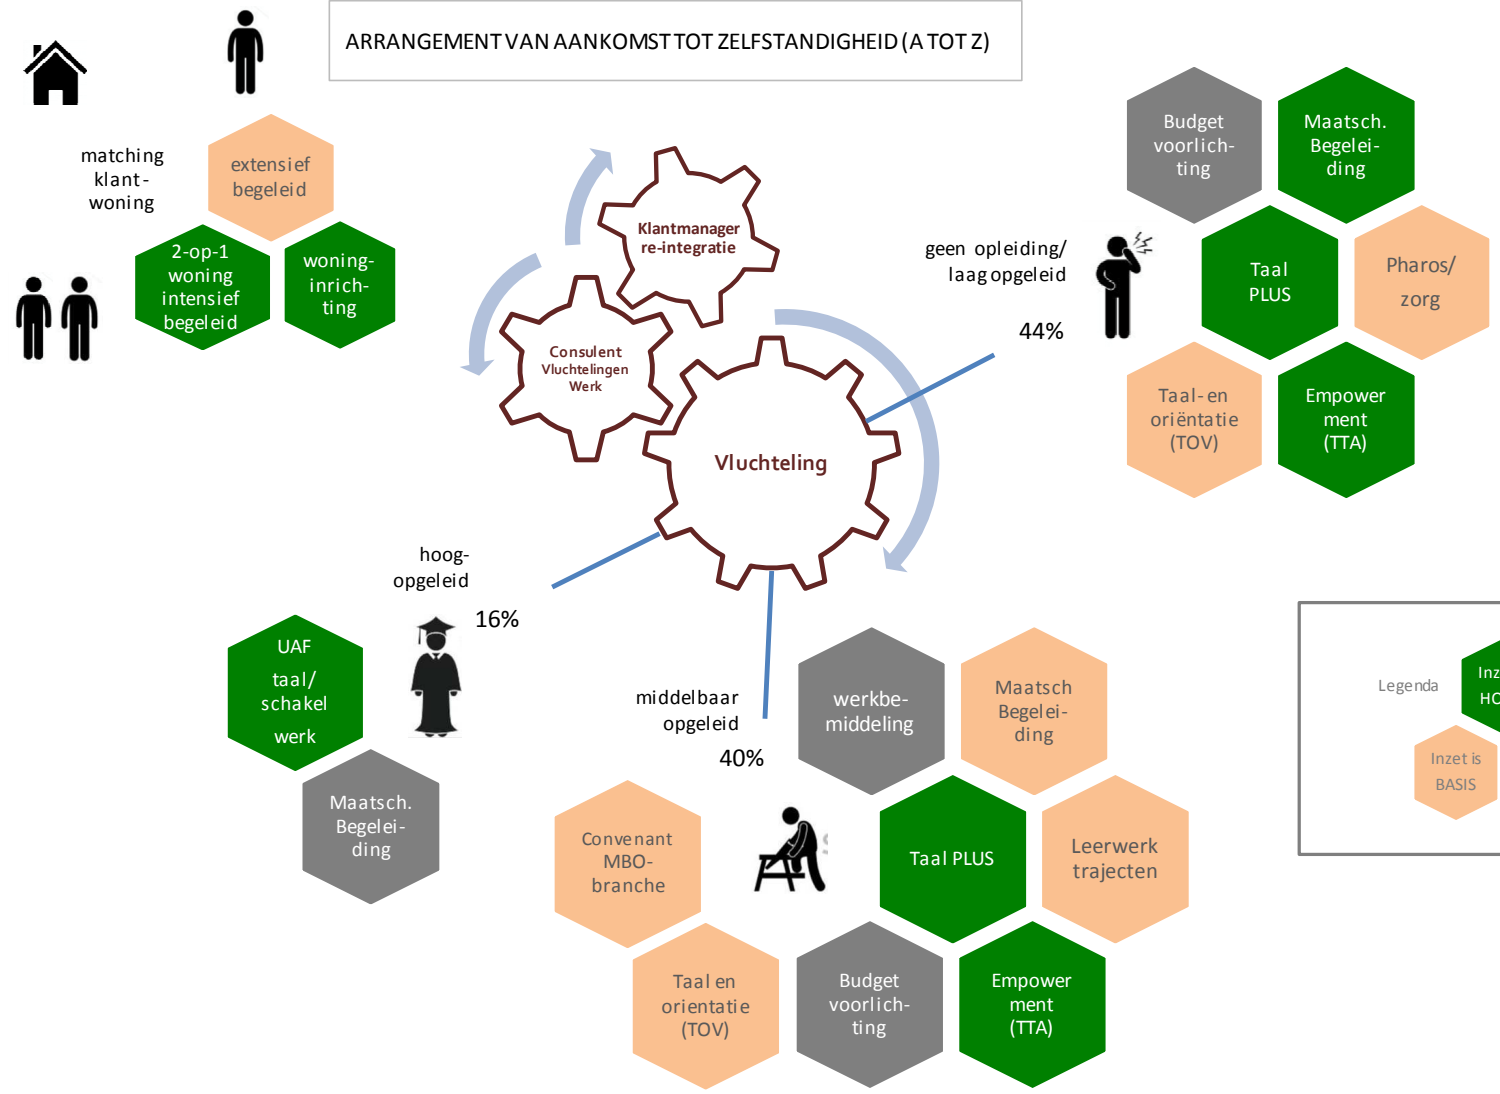 ARRANGEMENT VAN AANKOMST TOT ZELFSTANDIGHEID (A TOT Z)
matching
klant-
woning
extensief
begeleid
2-op-1
woning
intensief
begeleid
woning-
inrich-
ting
Klantmanager
re-integratie
Consulent
Vluchtelingen
Werk
Vluchteling
geen opleiding/
laag opgeleid
44%
Budget
voorlich-
ting
Maatsch.
Begelei-
ding
Taal
PLUS
Pharos/
zorg
Taal- en
oriëntatie
(TOV)
Empower
ment
(TTA)
hoog-
opgeleid
16%
UAF
taal/
schakel
werk
Maatsch.
Begelei-
ding
middelbaar
opgeleid
40%
werkbe-
middeling
Maatsch
Begelei-
ding
Convenant
MBO-
branche
Taal PLUS
Leerwerk
trajecten
Taal en
orientatie
(TOV)
Budget
voorlich-
ting
Empower
ment
(TTA)
Legenda
Inzet is
BASIS